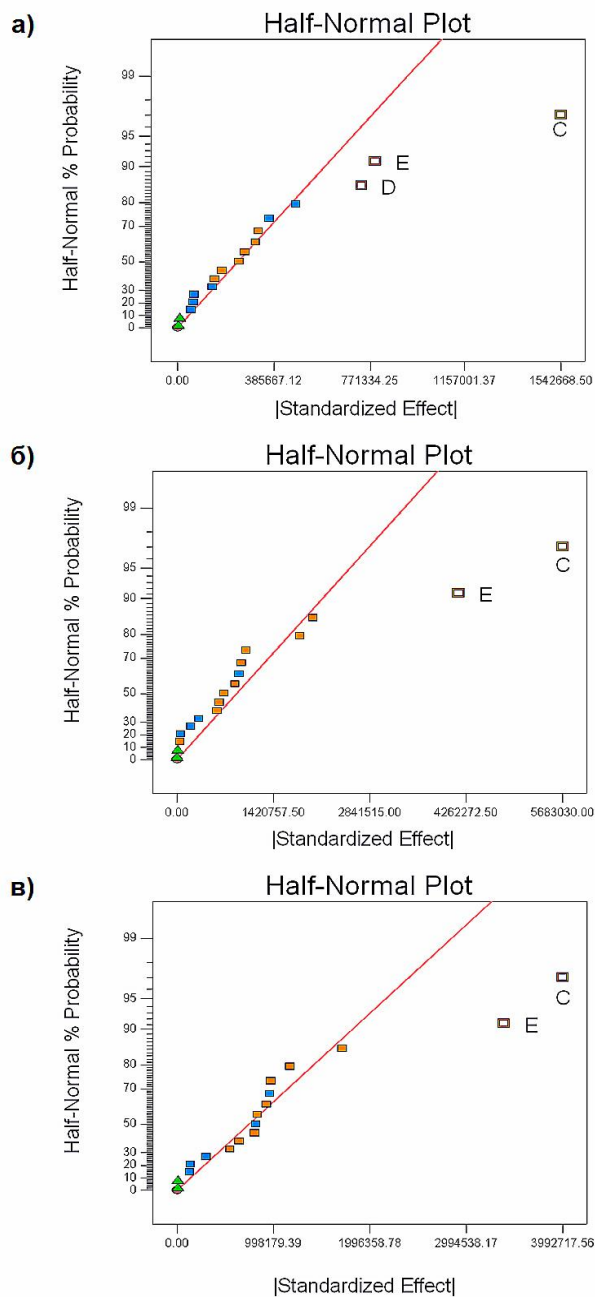 а)
Half-Normal Plot
Half-Normal % Probability
99
95
90
80
70
50
30
20
10
0
C
E
D
0.00
385667.12
771334.25
1157001.37
1542668.50
|Standardized Effect|
б)
Half-Normal Plot
Half-Normal % Probability
99
95
90
80
70
50
30
20
10
0
C
E
0.00
1420757.50
2841515.00
4262272.50
5683030.00
|Standardized Effect|
в)
Half-Normal Plot
Half-Normal % Probability
99
95
90
80
70
50
30
20
10
0
C
E
0.00
998179.39
1996358.78
2994538.17
3992717.56
|Standardized Effect|